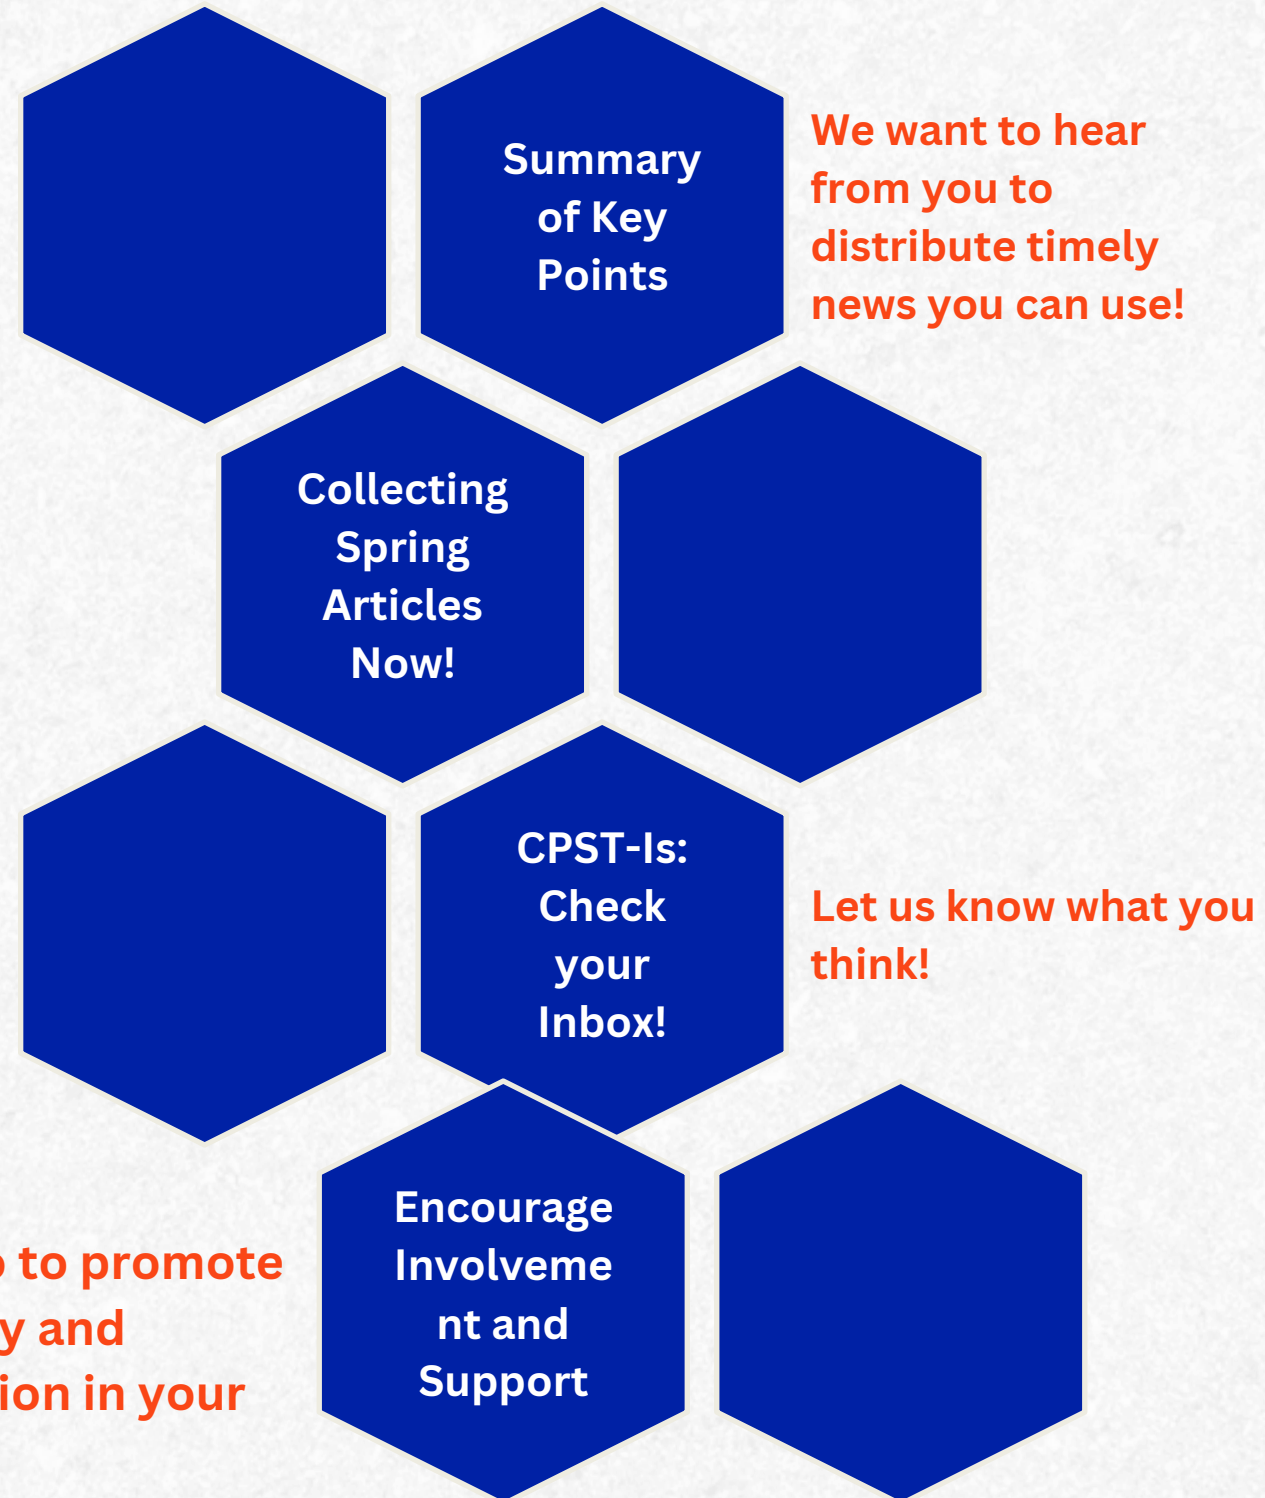 Summary
of Key
Points
We want to hear
from you to
distribute timely
news you can use!
Collecting
Spring
Articles
Now!
CPST-Is:
Check
your
Inbox!
Let us know what you
think!
Encourage
Involveme
nt and
Support
to promote
and
in your